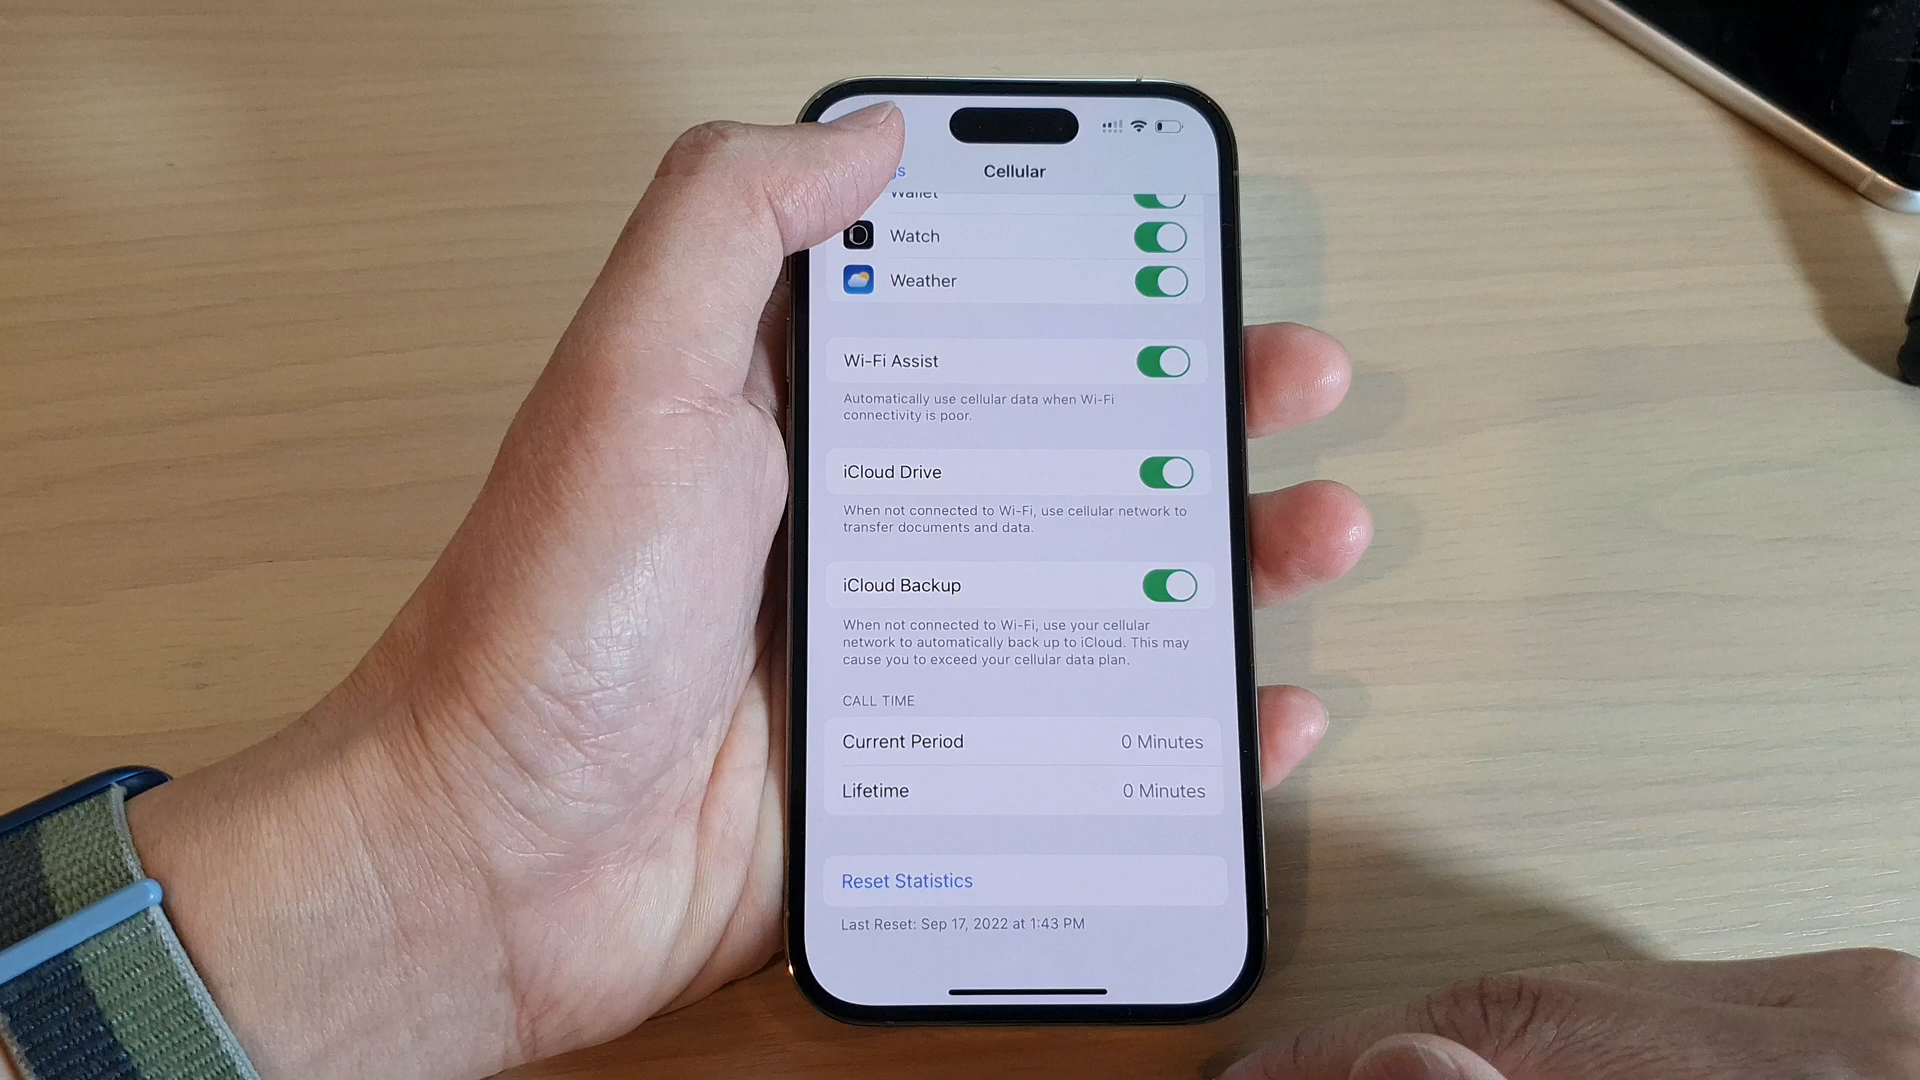 Cellular
Wallet
Watch
Weather
Wi-Fi Assist
Automatically use cellular data when Wi-Fi
connectivity is poor.
iCloud Drive
When not connected to Wi-Fi, use cellular network to
transfer documents and data.
iCloud Backup
When not connected to Wi-Fi, use your cellular
network to automatically back up to iCloud. This may
cause you to exceed your cellular data plan.
CALL TIME
Current Period 0 Minutes
Lifetime 0 Minutes
Reset Statistics
Last Reset: Sep 17, 2022 at 1:43 PM